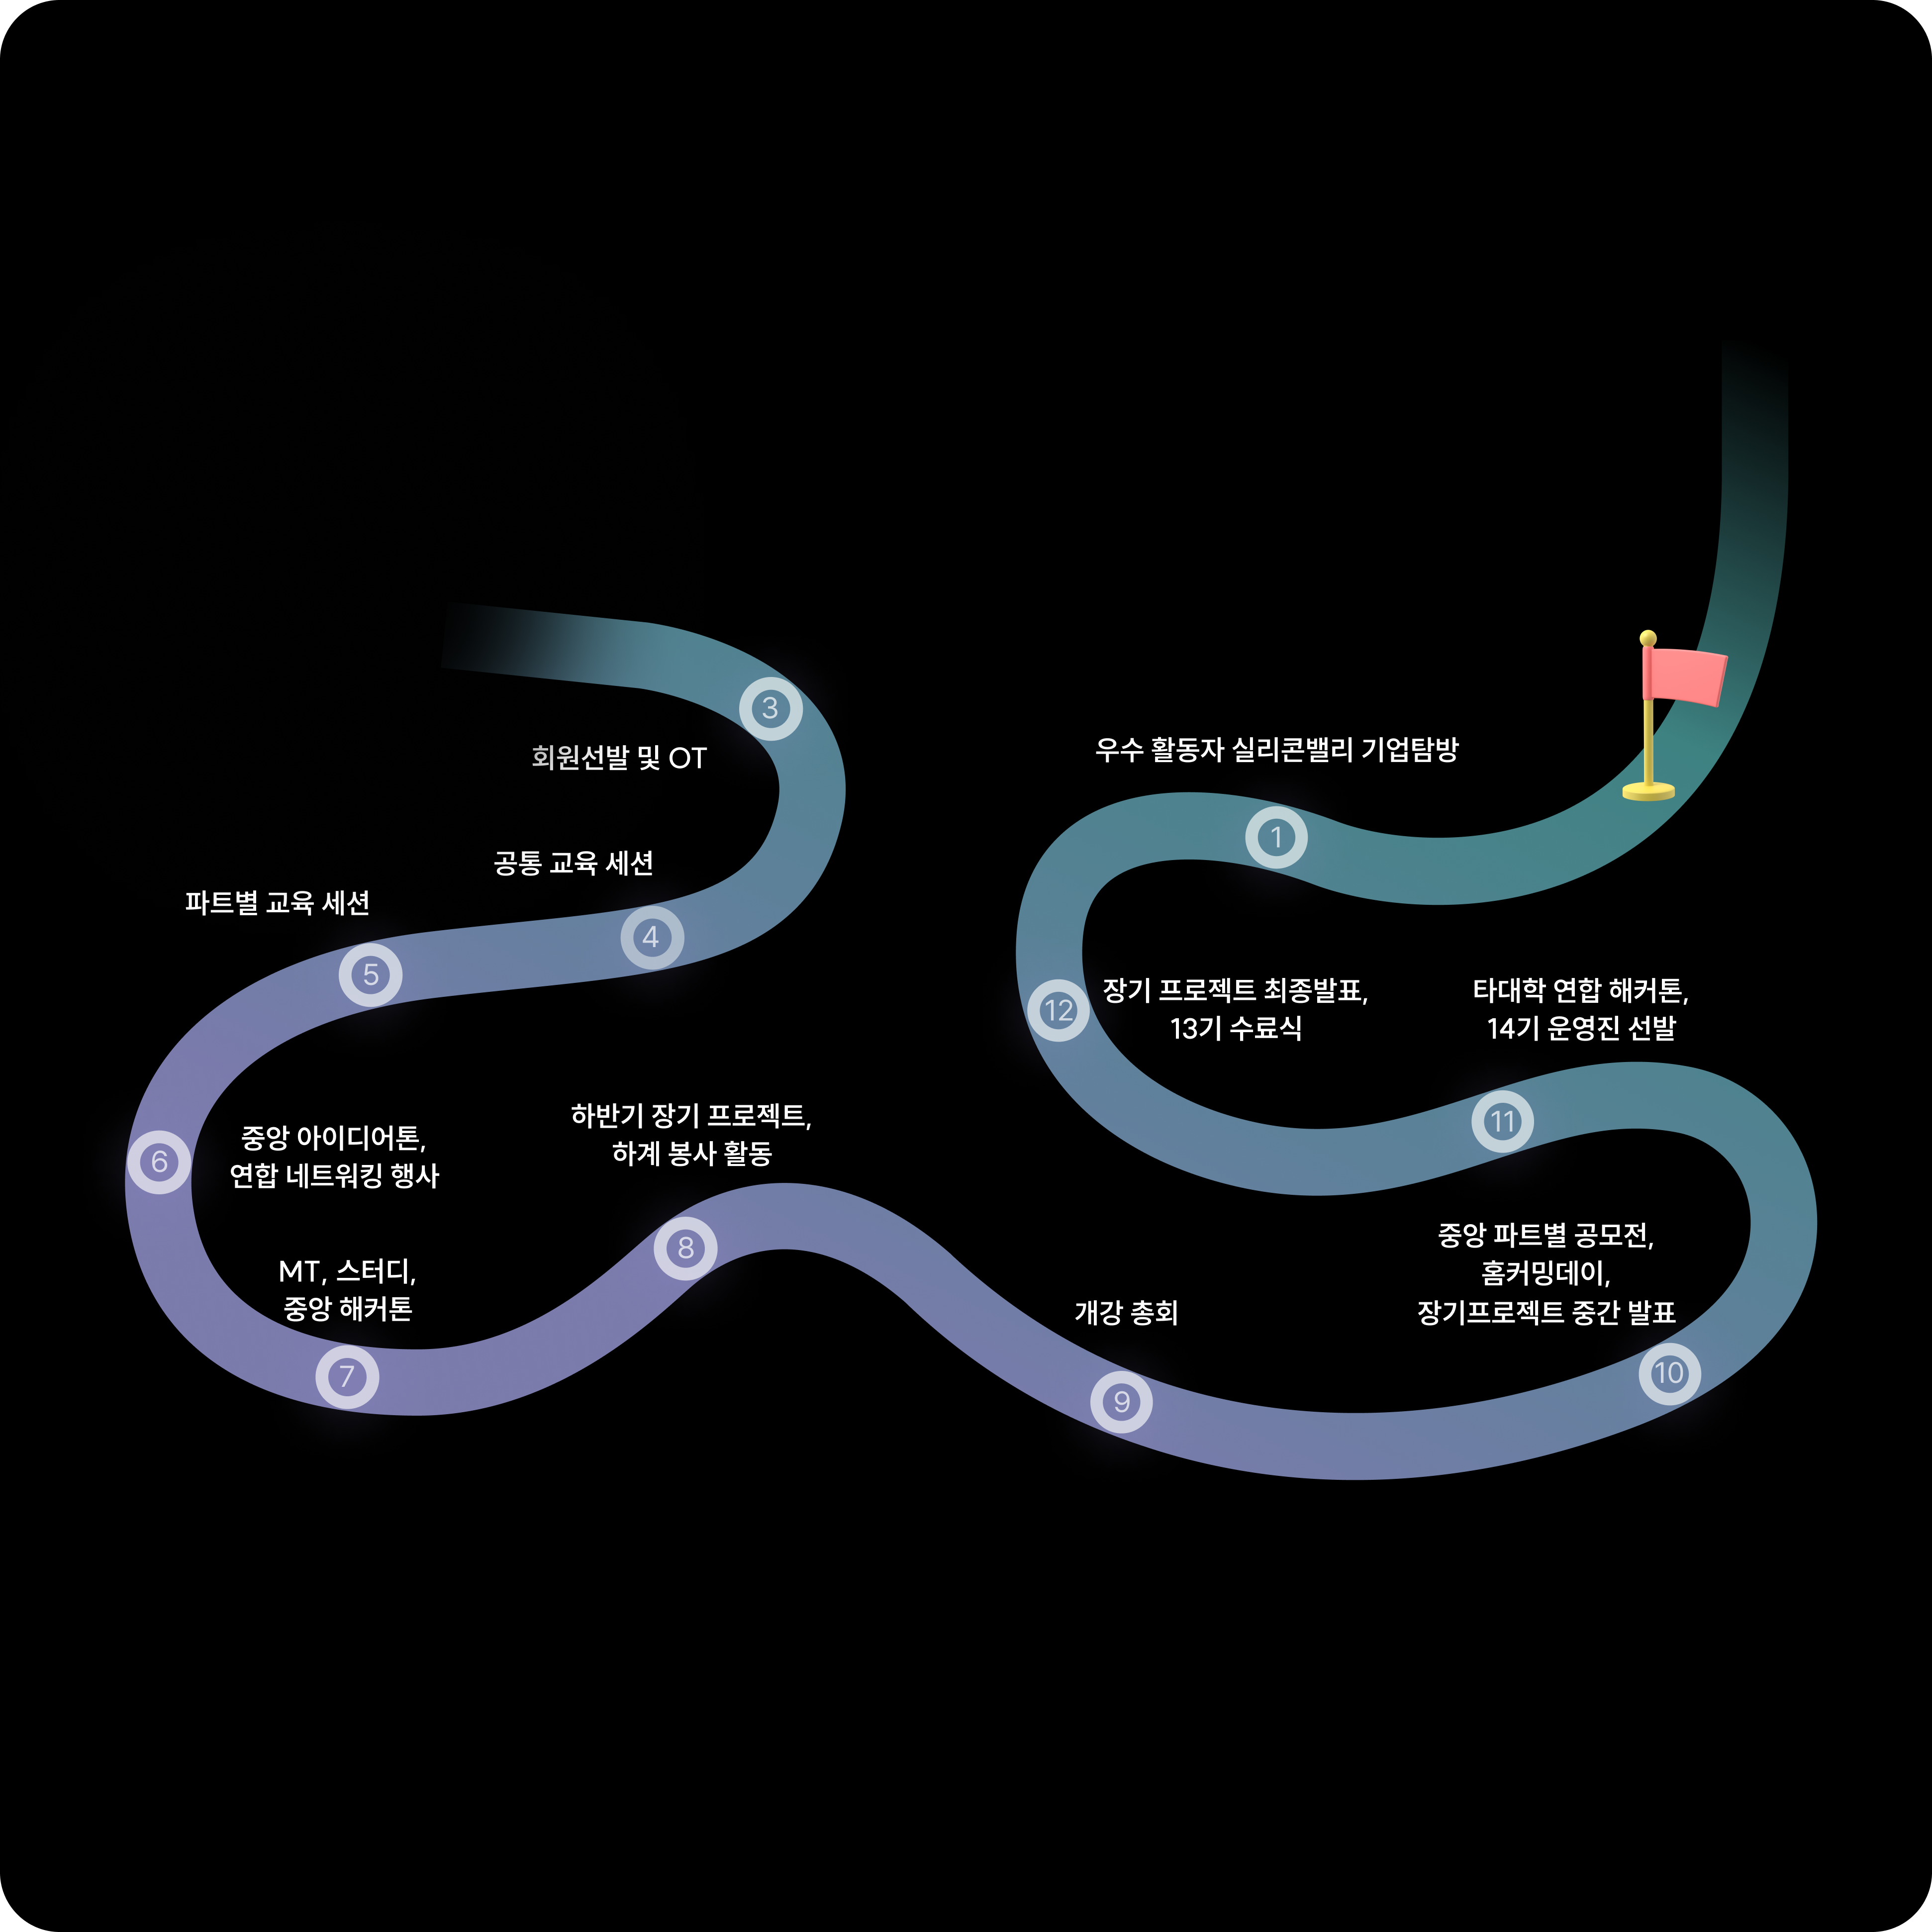 3
회원선발 및 OT
공통 교육 세션
4
파트별 교육 세션
5
6
중앙 아이디어톤,
연합 네트워킹 행사
MT, 스터디,
중앙 해커톤
7
하반기 장기 프로젝트,
하계 봉사 활동
8
개강 총회
9
중앙 파트별 공모전,
홈커밍데이,
장기프로젝트 중간 발표
10
타대학 연합 해커톤,
14기 운영진 선발
11
장기 프로젝트 최종발표,
13기 수료식
12
우수 활동자 실리콘밸리 기업탐방
1